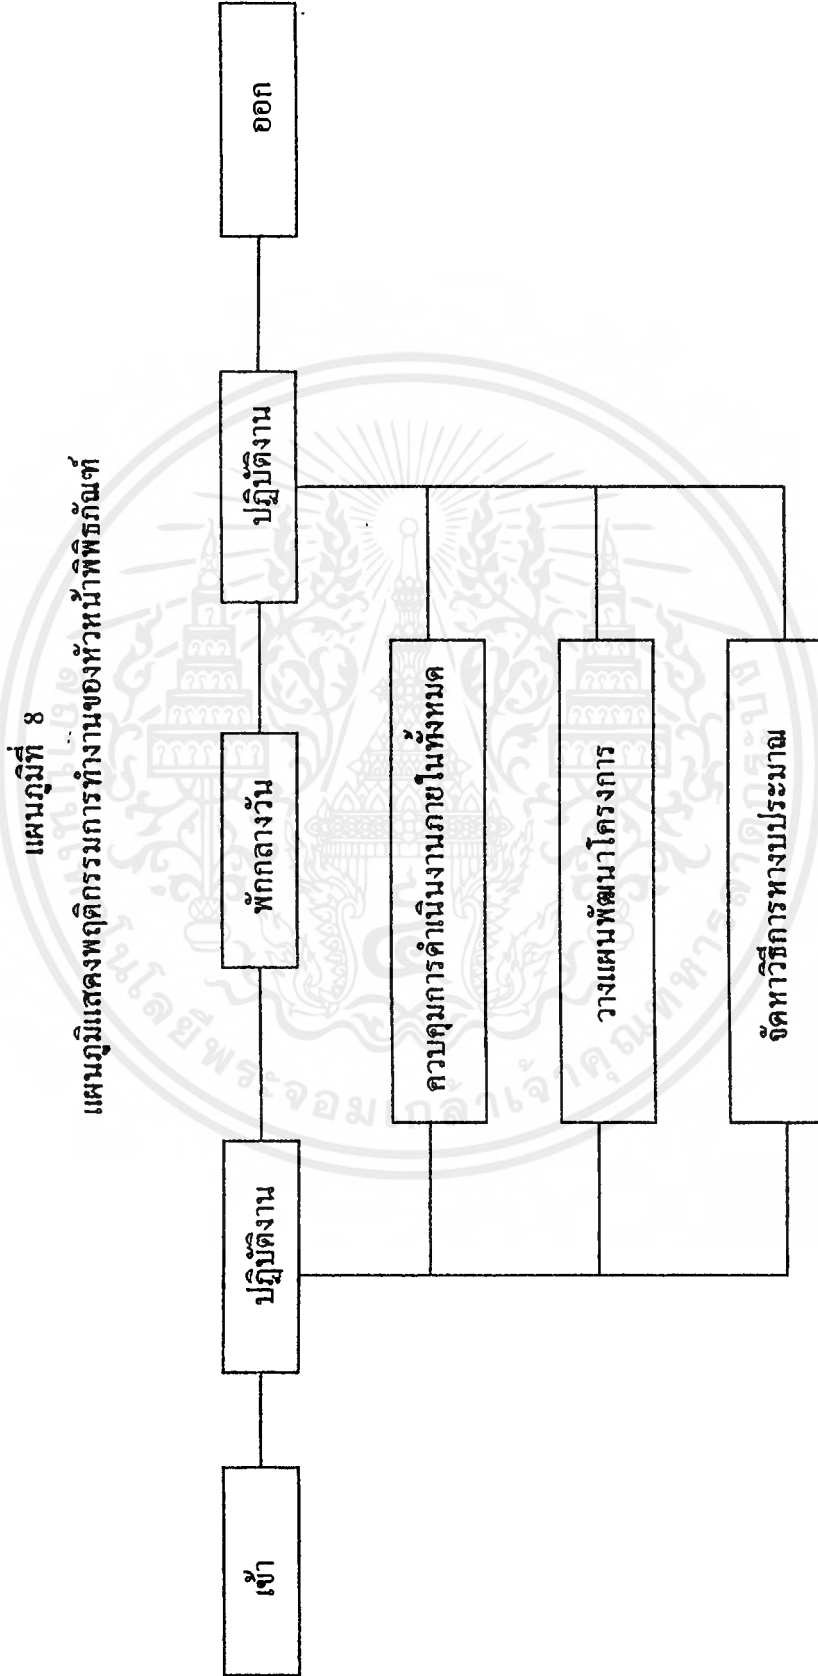 แผนภูมิที่ 8
แผนภูมิแสดงพฤติกรรมการทำงานของหัวหน้าพิพิธภัณฑ์
เข้า
ปฏิบัติงาน
พักกลางวัน
ปฏิบัติงาน
ออก
ควบคุมการดำเนินงานภายในทั้งหมด
วางแผนพัฒนาโครงการ
จัดหาวิธีการหางบประมาณ